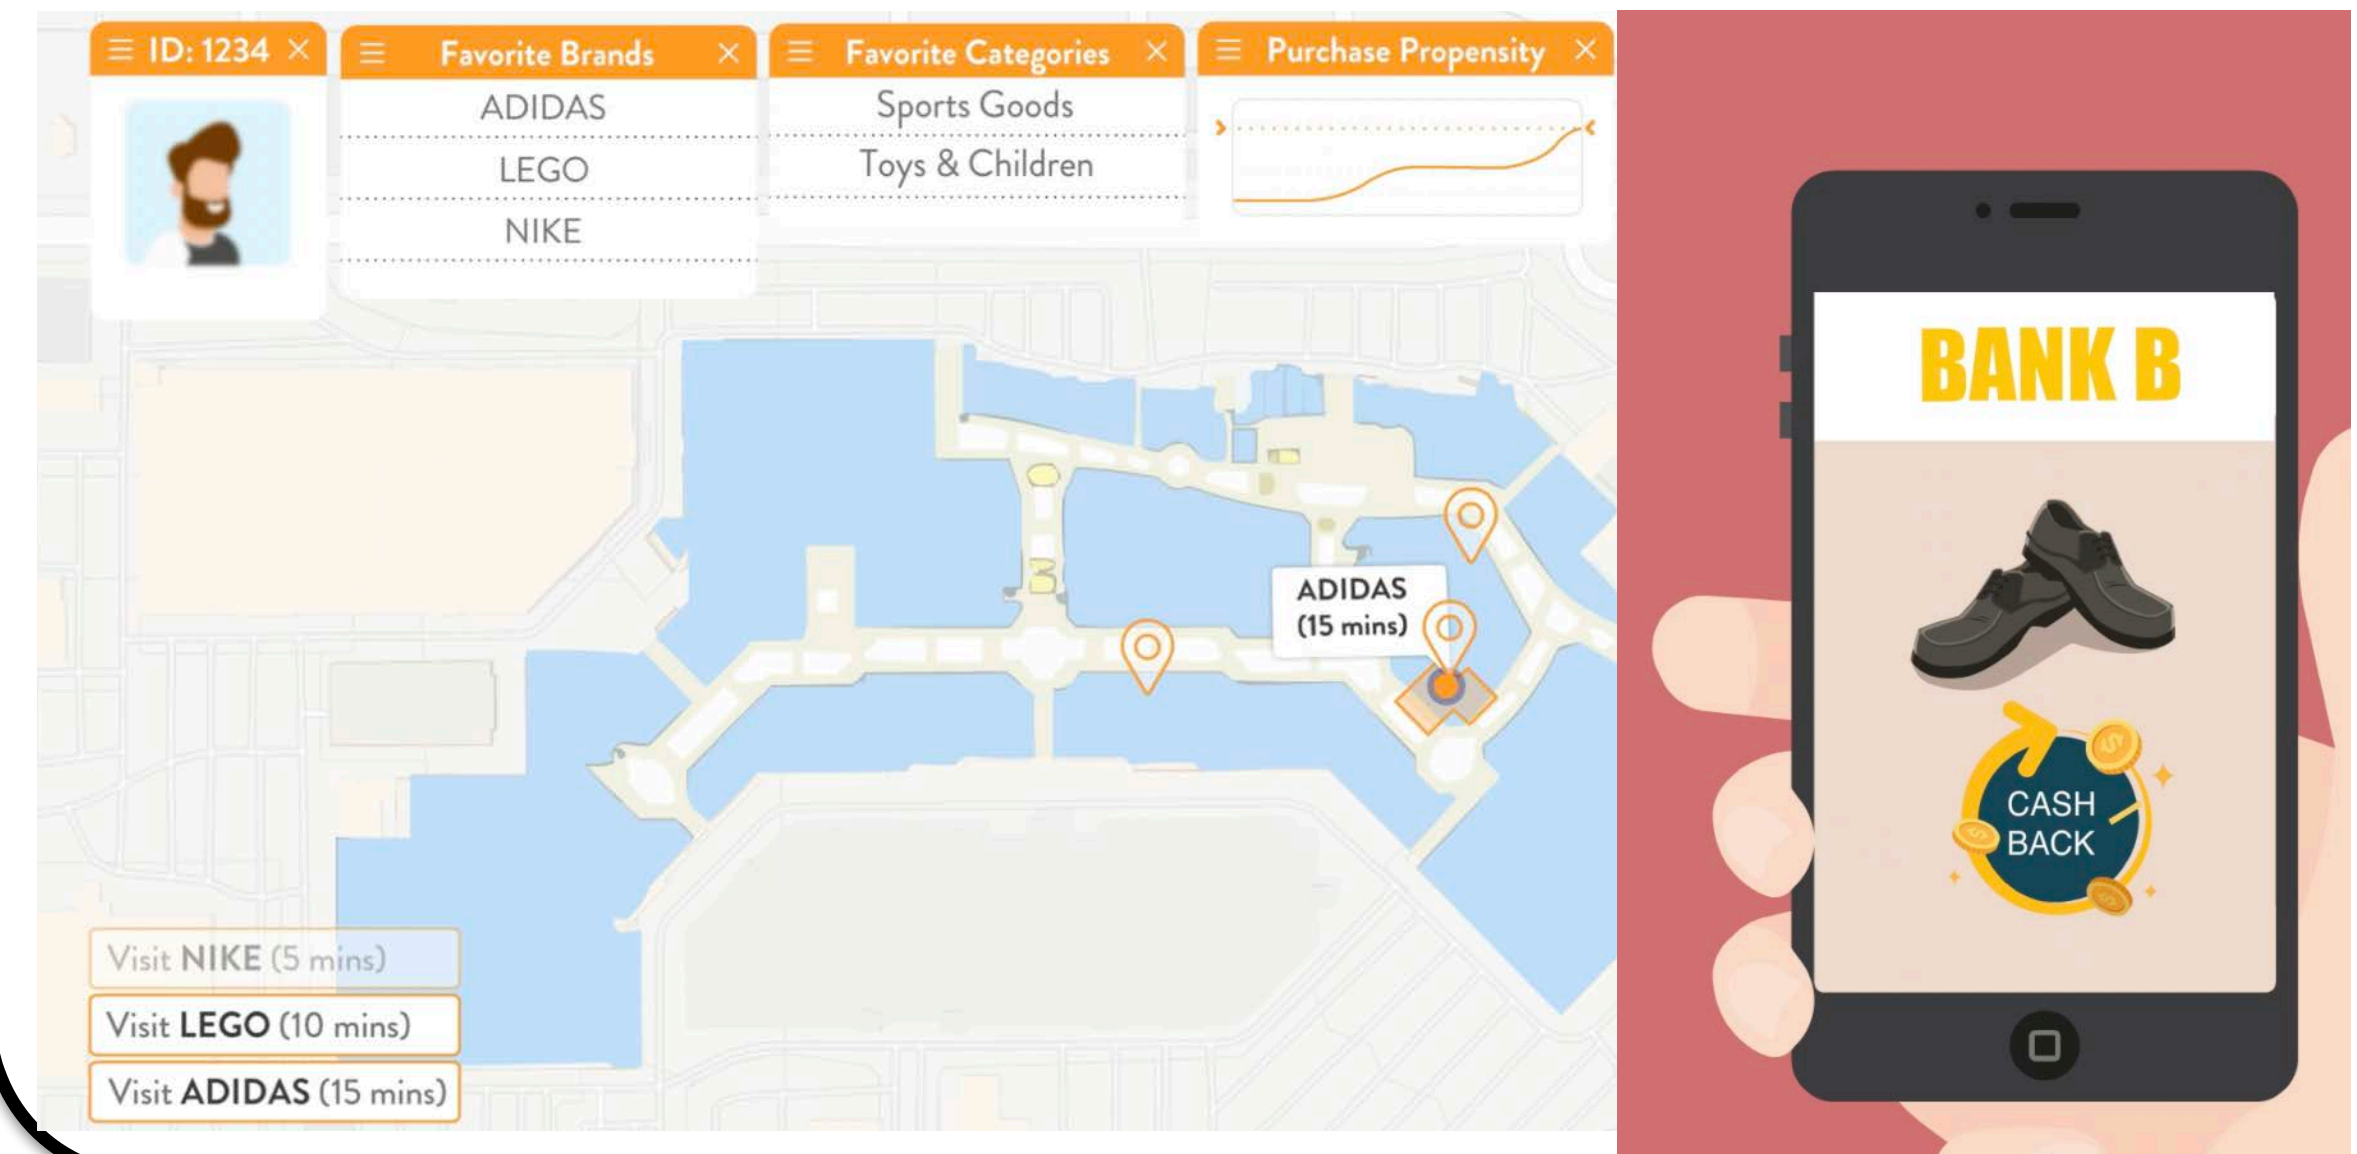 ID: 1234
Favorite Brands
ADIDAS
LEGO
NIKE
Favorite Categories
Sports Goods
Toys & Children
Purchase Propensity
ADIDAS
(15 mins)
Visit NIKE (5 mins)
Visit LEGO (10 mins)
Visit ADIDAS (15 mins)
BANK B
CASH
BACK